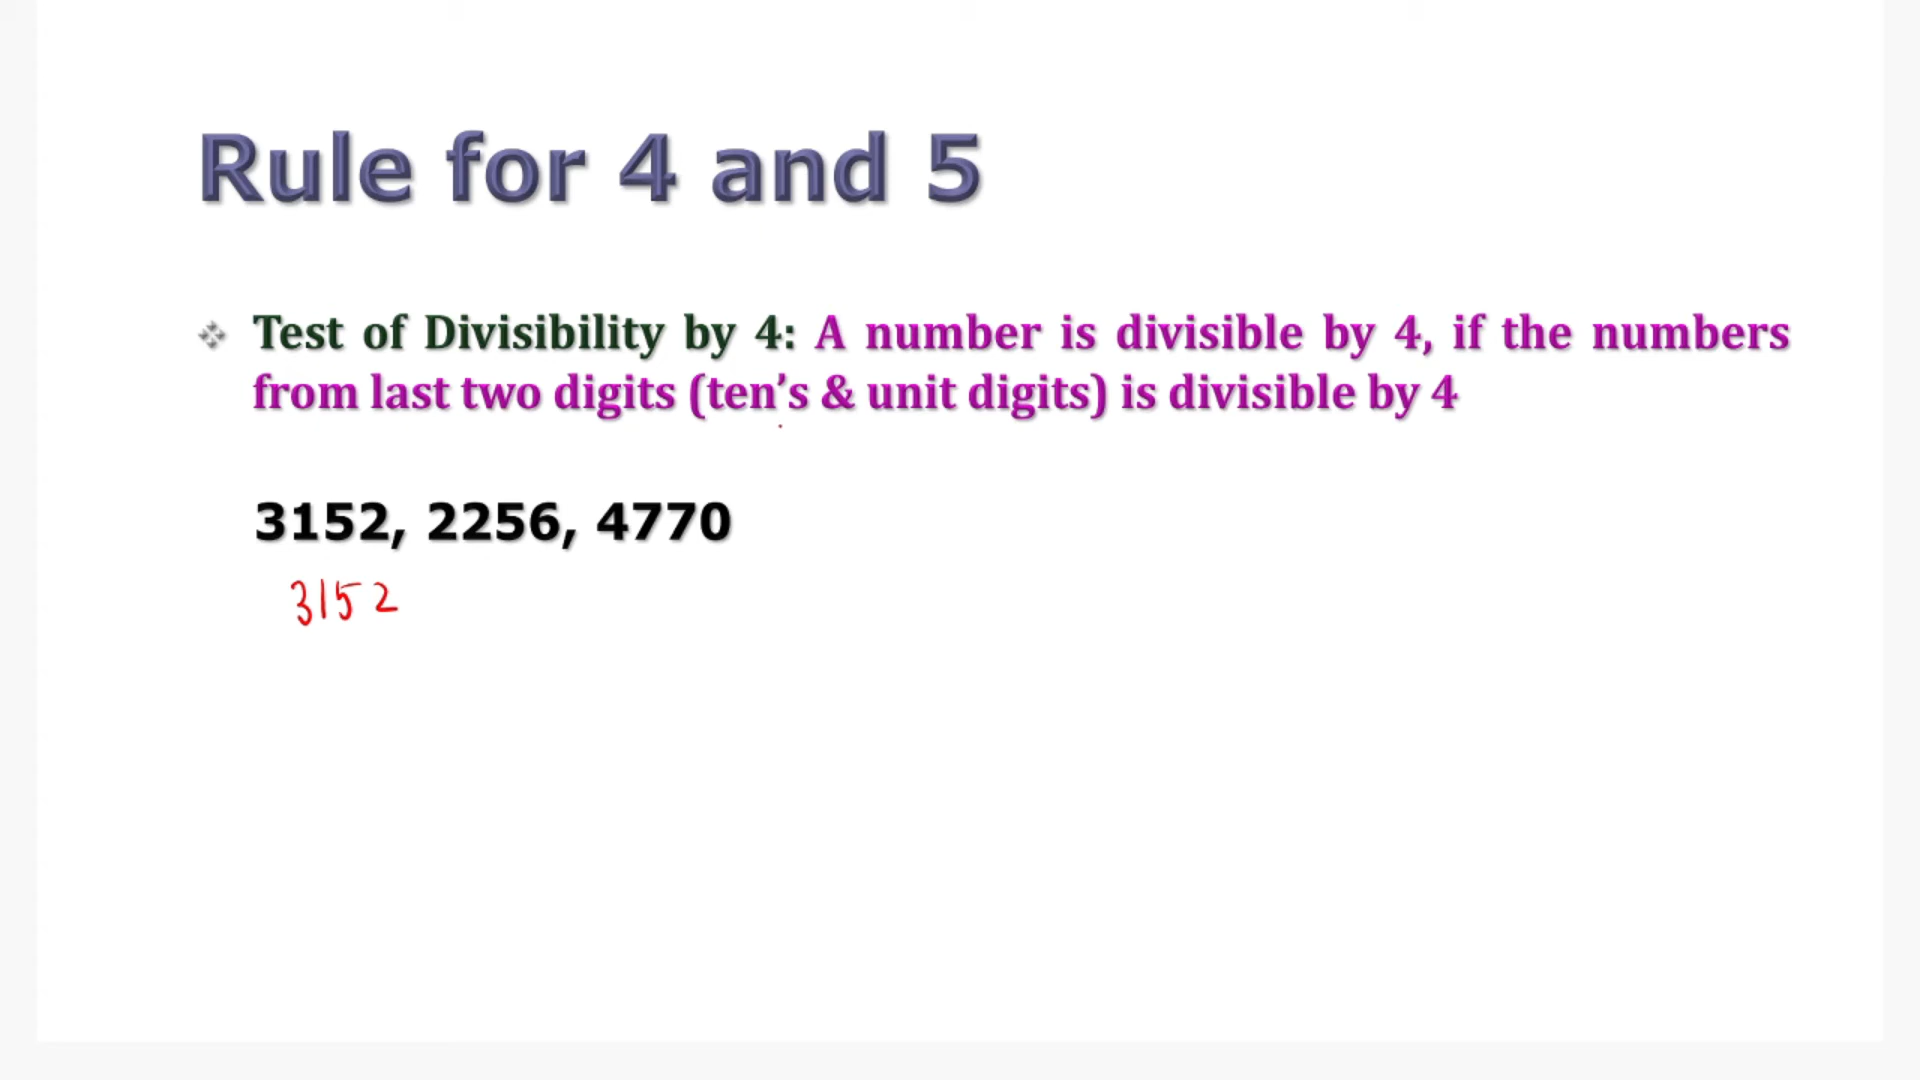 Rule for 4 and 5
Test of Divisibility by 4: A number is divisible by 4, if the numbers
from last two digits (ten’s & unit digits) is divisible by 4
3152, 2256, 4770
3152